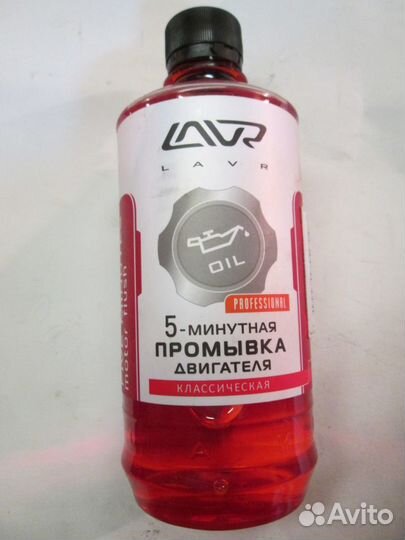 LAVR
LAVR
OIL
PROFESSIONAL
5-МИНУТНАЯ
ПРОМЫВКА
ДВИГАТЕЛЯ
КЛАССИЧЕСКАЯ
motor flush
Avito